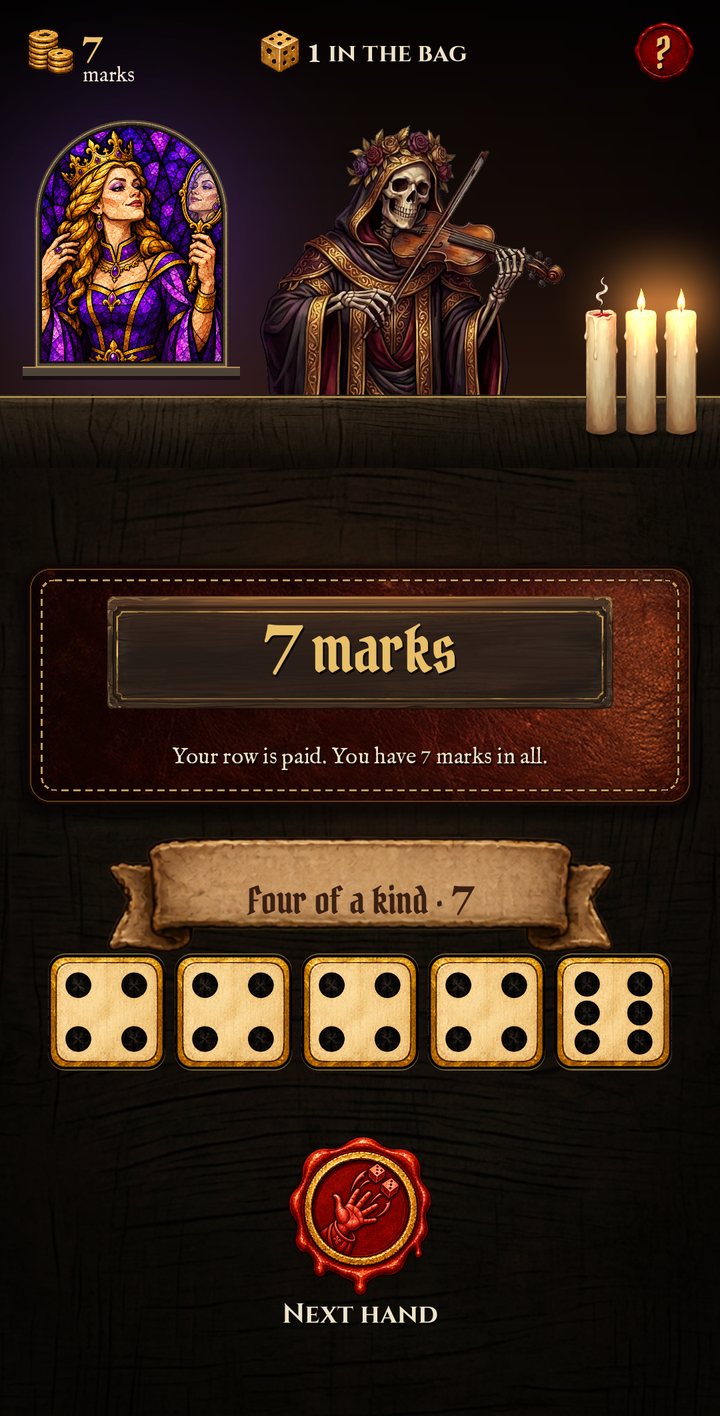 7
marks
1 IN THE BAG
?
7 marks
Your row is paid. You have 7 marks in all.
Four of a kind · 7
NEXT HAND